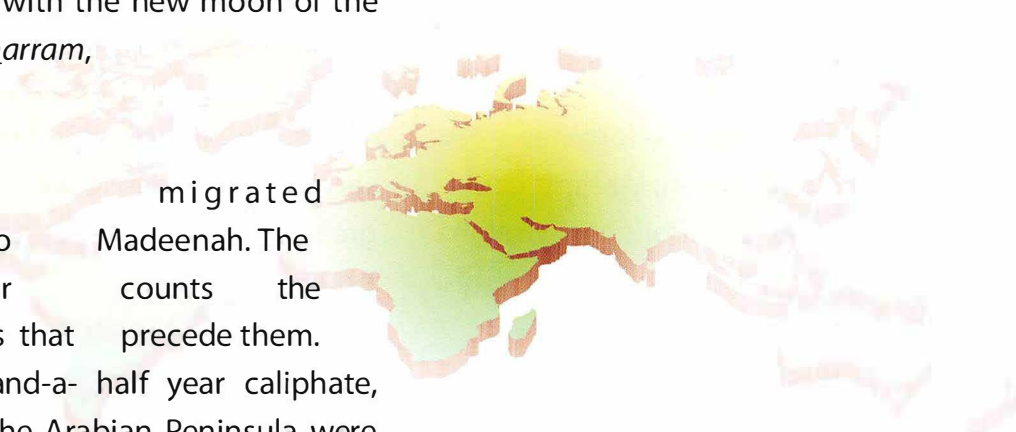 with the new moon of the
arram,
migrated
Madeenah. The
r counts the
s that precede them.
and-a- half year caliphate,
he Arabian Peninsula were